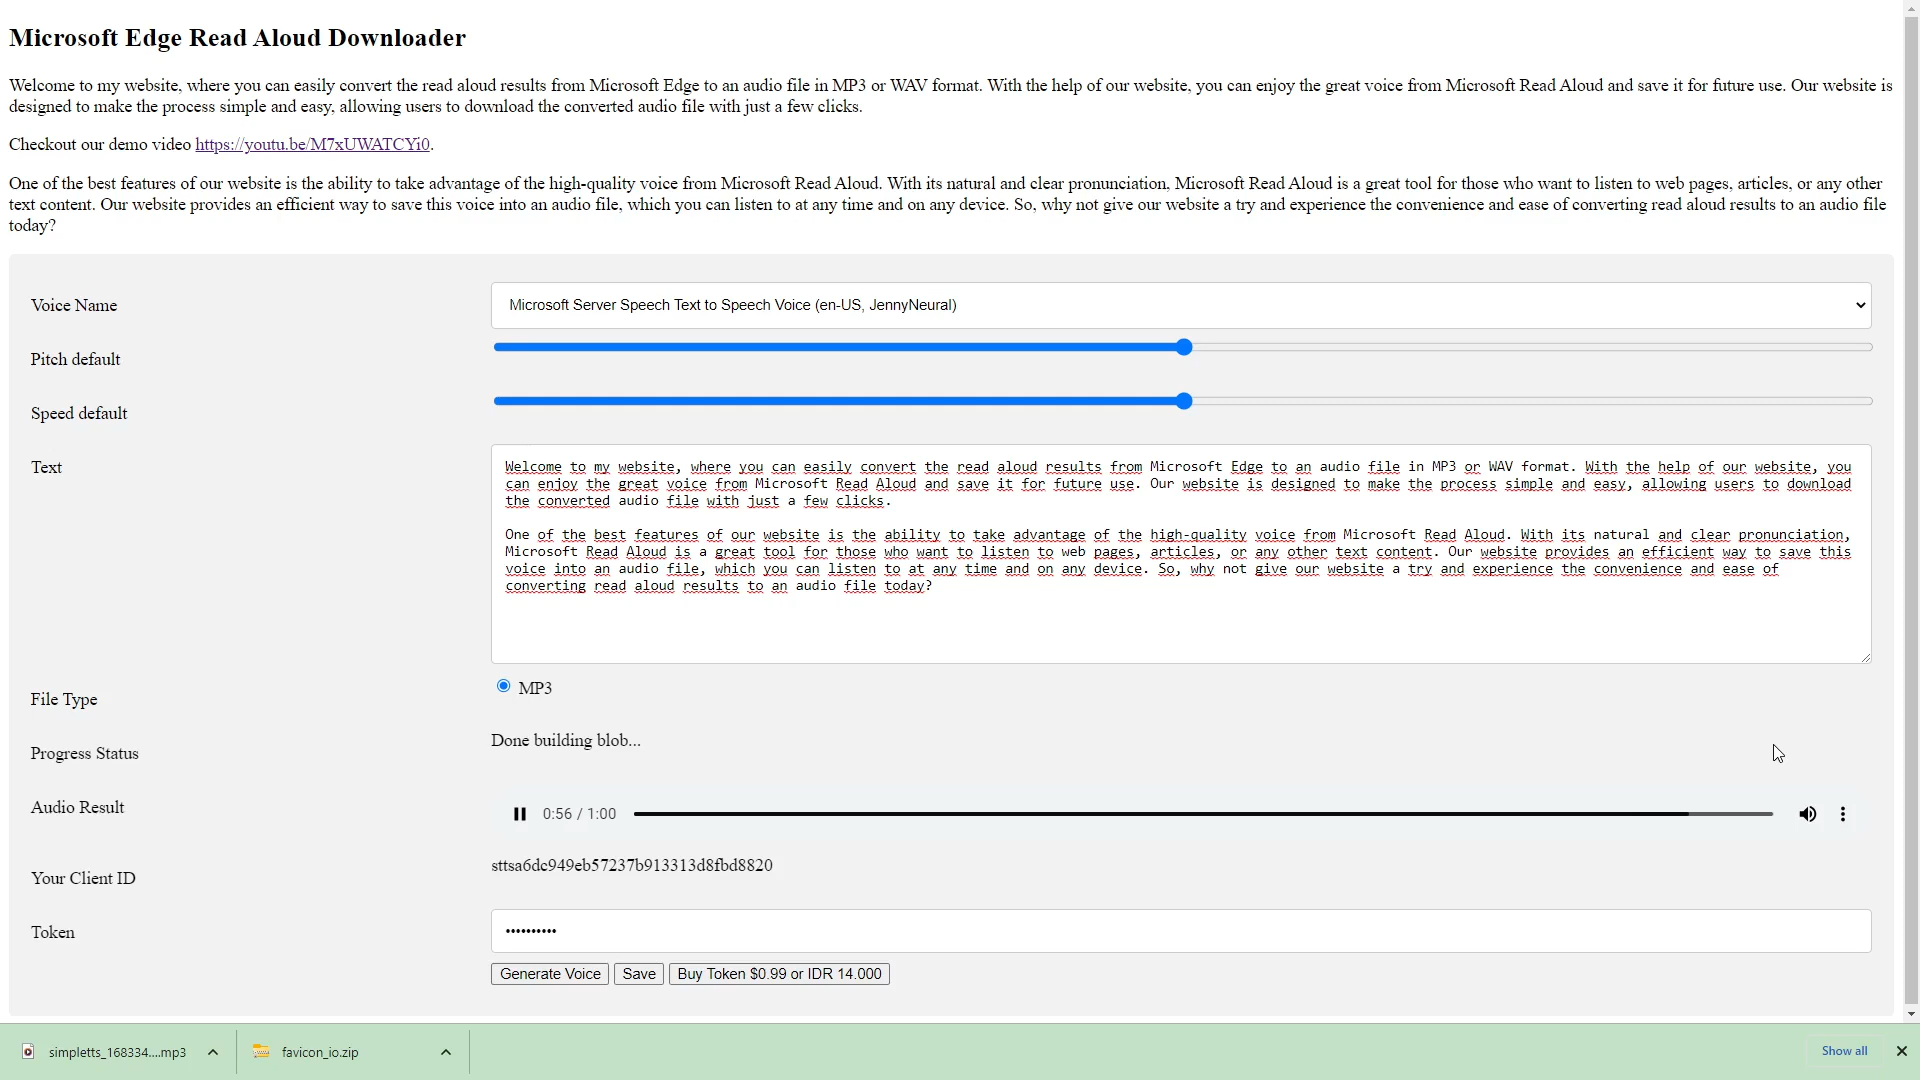 Microsoft Edge Read Aloud Downloader
Welcome to my website, where you can easily convert the read aloud results from Microsoft Edge to an audio file in MP3 or WAV format. With the help of our website, you can enjoy the great voice from Microsoft Read Aloud and save it for future use. Our website is
designed to make the process simple and easy, allowing users to download the converted audio file with just a few clicks.
Checkout our demo video https://youtu.be/M7xUWATCYi0.
One of the best features of our website is the ability to take advantage of the high-quality voice from Microsoft Read Aloud. With its natural and clear pronunciation, Microsoft Read Aloud is a great tool for those who want to listen to web pages, articles, or any other
text content. Our website provides an efficient way to save this voice into an audio file, which you can listen to at any time and on any device. So, why not give our website a try and experience the convenience and ease of converting read aloud results to an audio file
today?
Voice Name
Microsoft Server Speech Text to Speech Voice (en-US, JennyNeural)
Pitch default
Speed default
Text
Welcome to my website, where you can easily convert the read aloud results from Microsoft Edge to an audio file in MP3 or WAV format. With the help of our website, you
can enjoy the great voice from Microsoft Read Aloud and save it for future use. Our website is designed to make the process simple and easy, allowing users to download
the converted audio file with just a few clicks.
One of the best features of our website is the ability to take advantage of the high-quality voice from Microsoft Read Aloud. With its natural and clear pronunciation,
Microsoft Read Aloud is a great tool for those who want to listen to web pages, articles, or any other text content. Our website provides an efficient way to save this
voice into an audio file, which you can listen to at any time and on any device. So, why not give our website a try and experience the convenience and ease of
converting read aloud results to an audio file today?
File Type
MP3
Progress Status
Done building blob...
Audio Result
0:56 / 1:00
Your Client ID
sttsa6dc949eb57237b913313d8fbd8820
Token
••••••••••
Generate Voice Save Buy Token $0.99 or IDR 14.000
simpletts_168334....mp3
favicon_io.zip
Show all